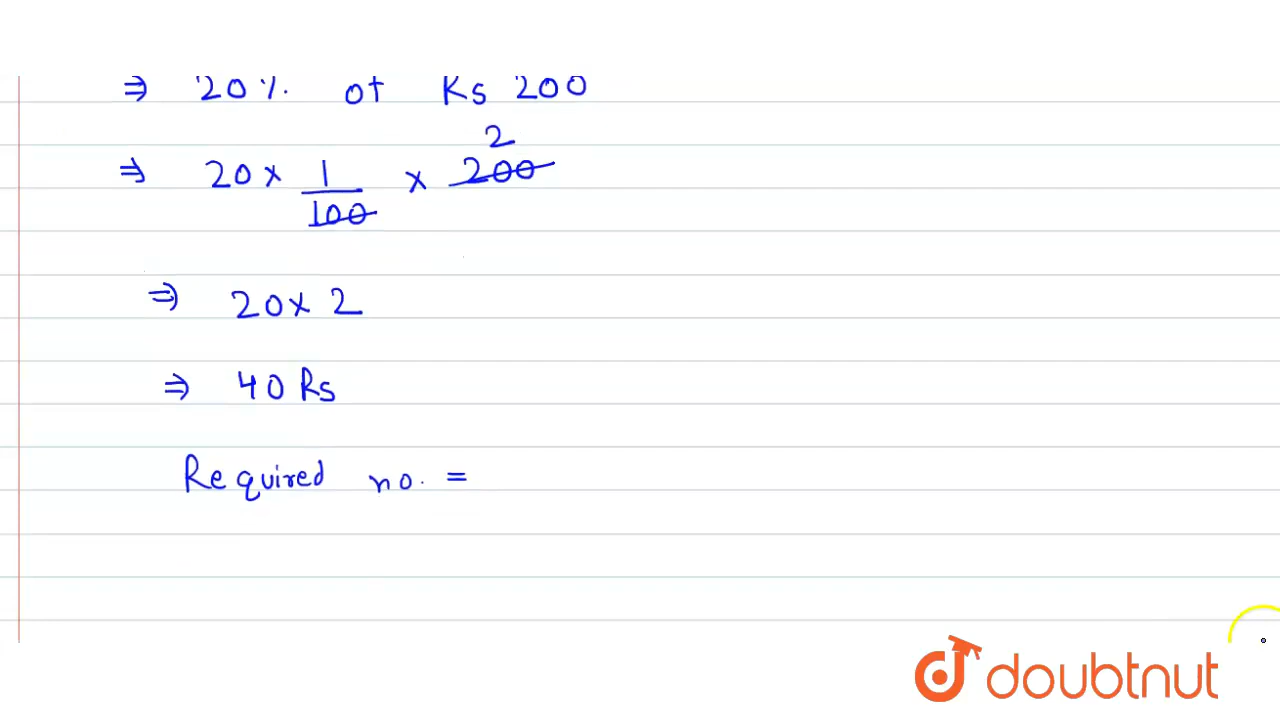 ⇒ 20% of Rs 200
2
⇒ 20 × 1/100 × 200
⇒ 20 × 2
⇒ 40 Rs
Required no. =
doubtnut